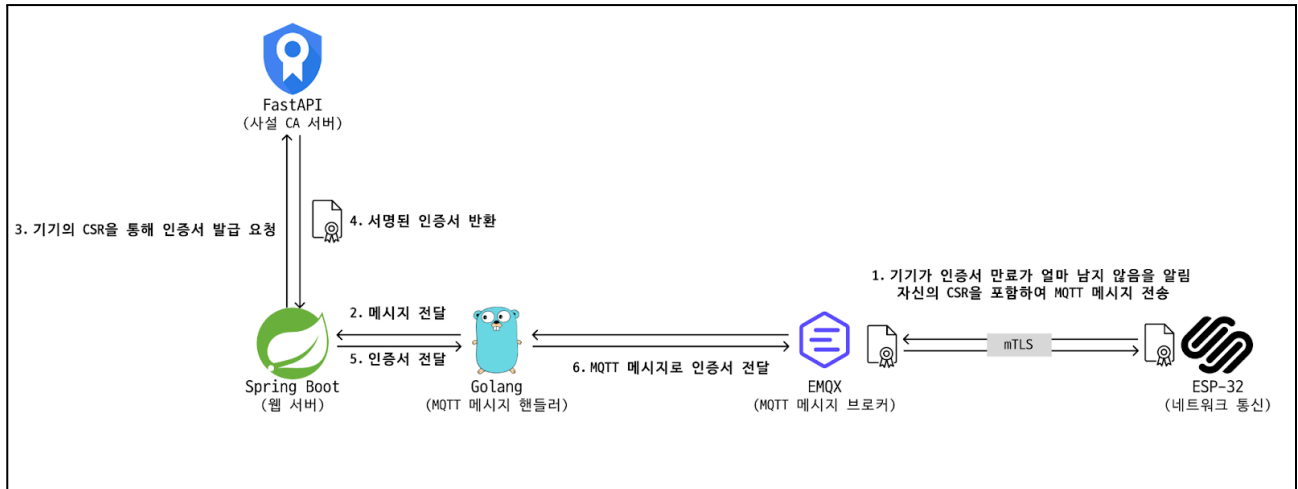 FastAPI
(사설 CA 서버)
3. 기기의 CSR을 통해 인증서 발급 요청
4. 서명된 인증서 반환
1. 기기가 인증서 만료가 얼마 남지 않음을 알림
자신의 CSR을 포함하여 MQTT 메시지 전송
2. 메시지 전달
5. 인증서 전달
6. MQTT 메시지로 인증서 전달
mTLS
Spring Boot
(웹 서버)
Golang
(MQTT 메시지 핸들러)
EMQX
(MQTT 메시지 브로커)
ESP-32
(네트워크 통신)